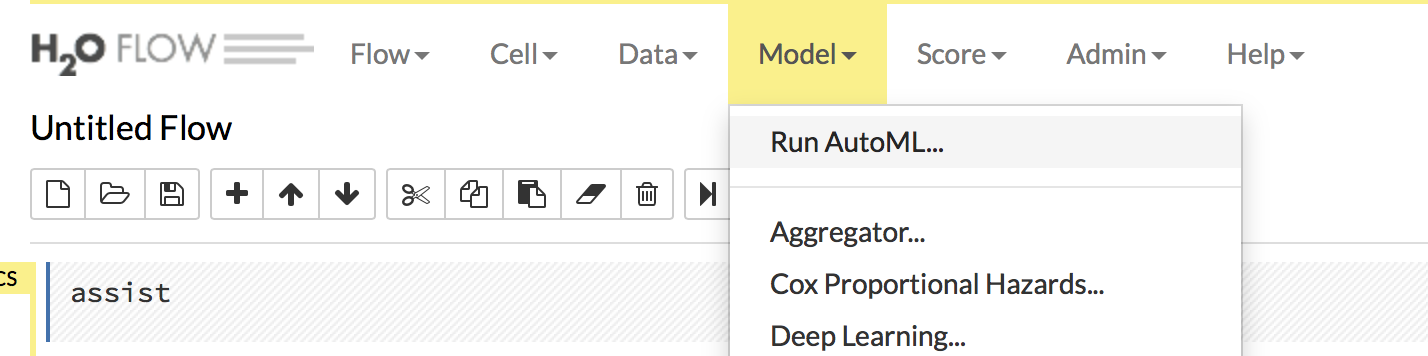 H2O FLOW
Flow Cell Data Model Score Admin Help
Untitled Flow
Run AutoML...
Aggregator...
Cox Proportional Hazards...
Deep Learning...
CS
assist